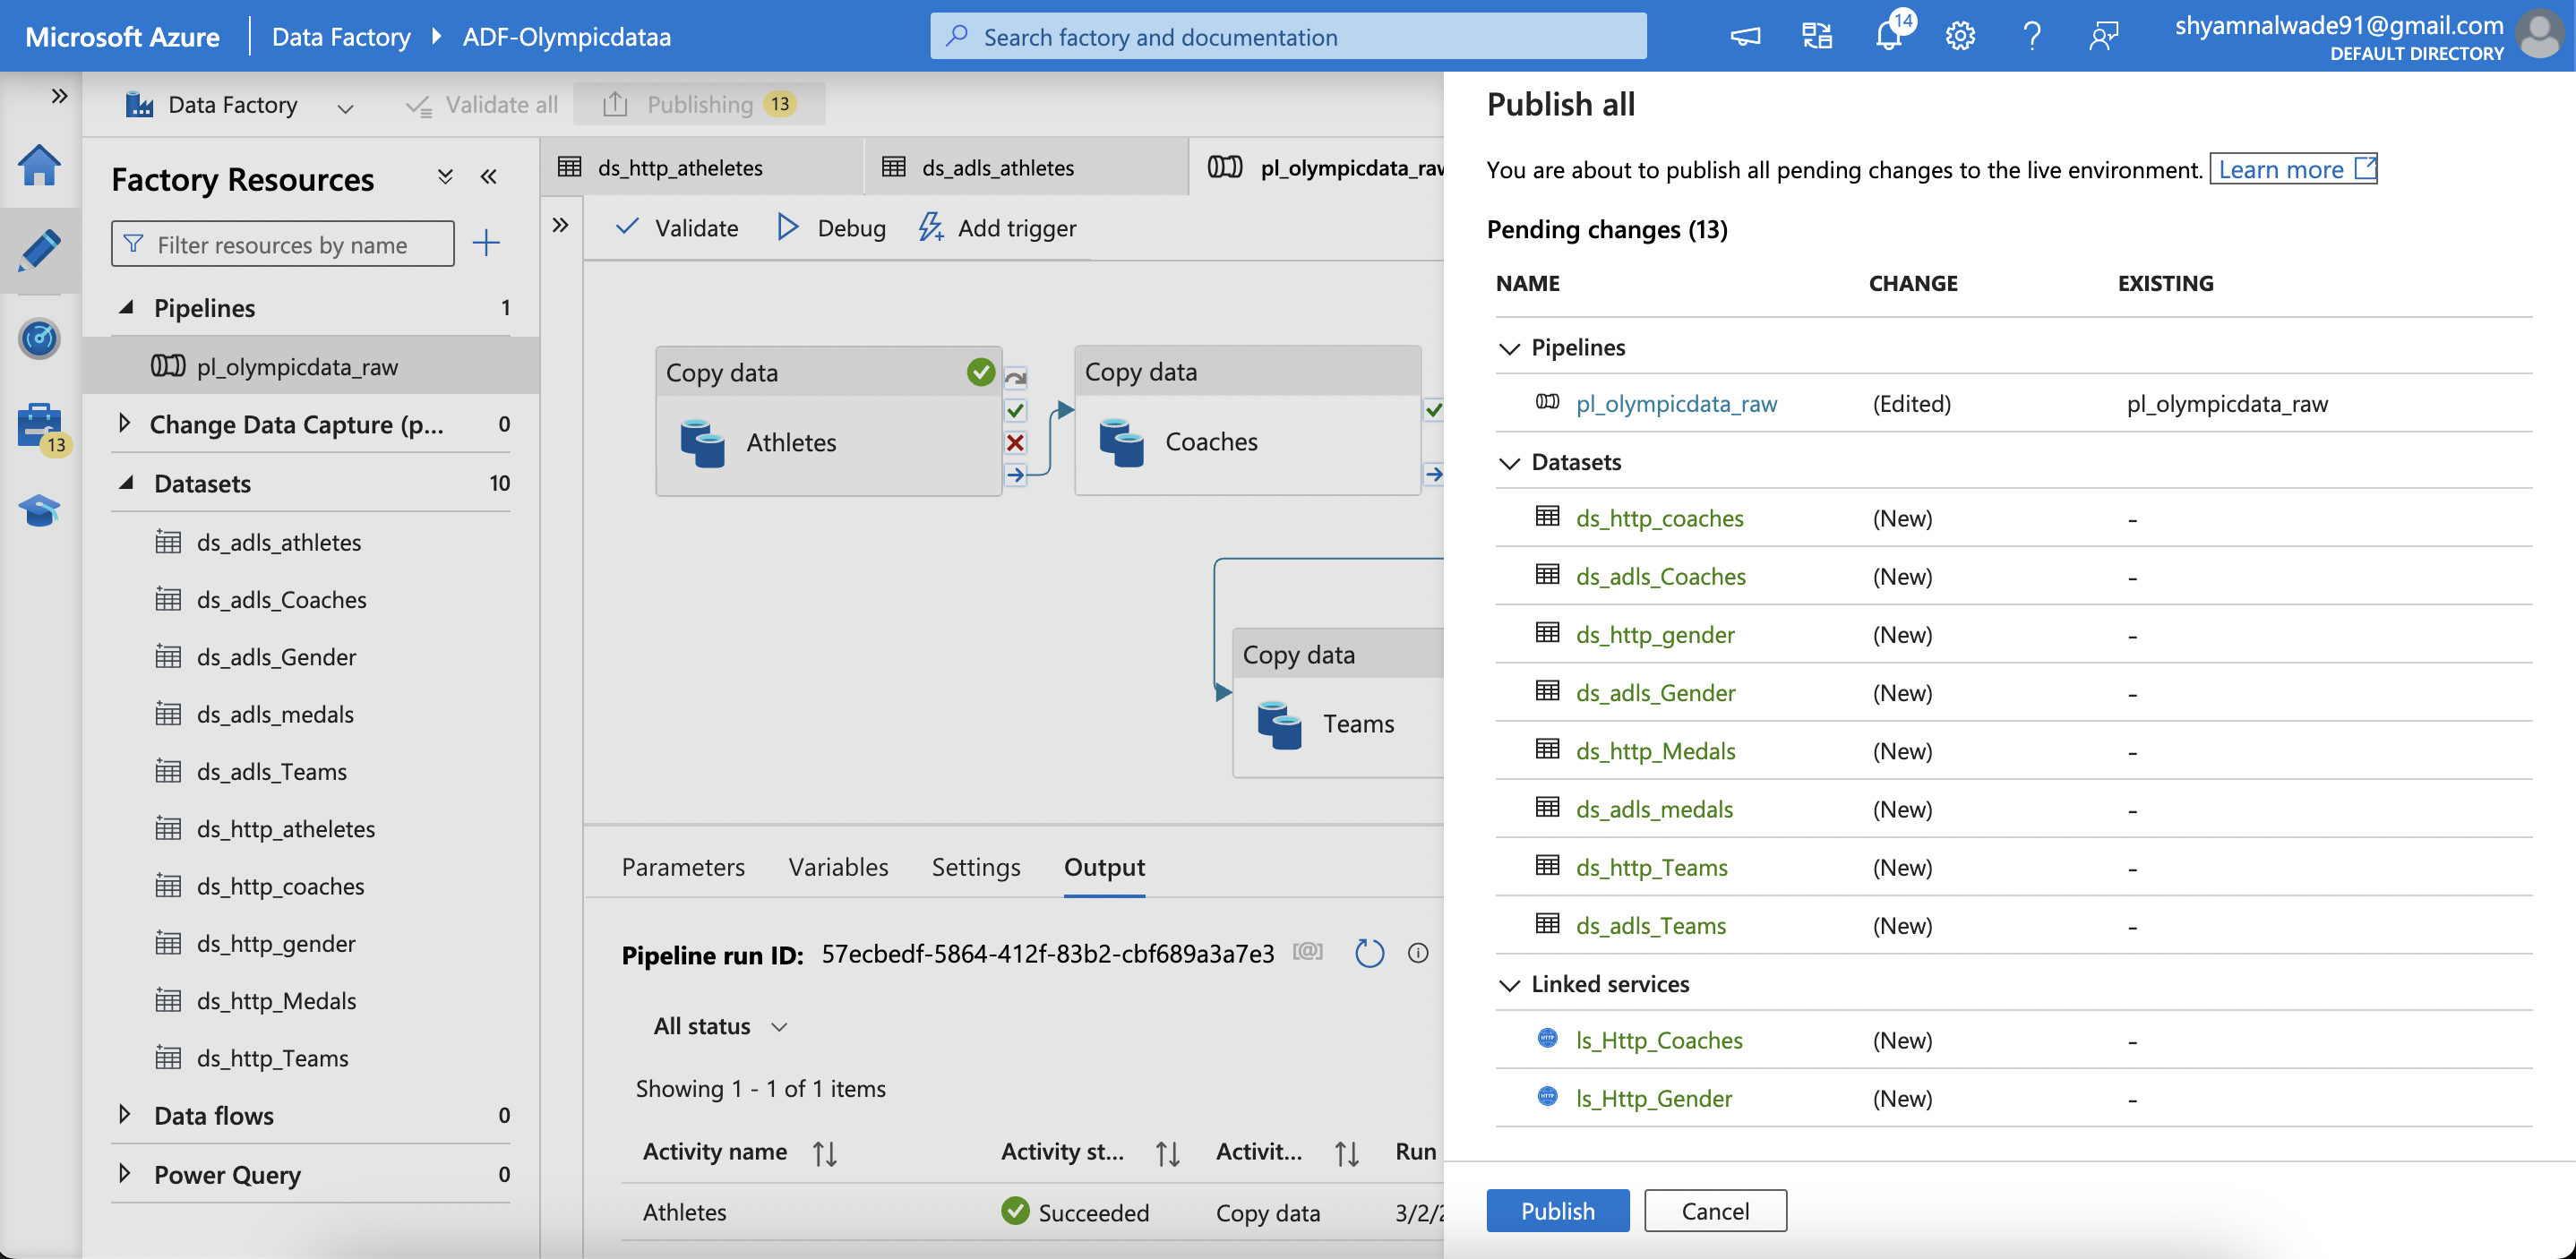 Microsoft Azure
Data Factory
ADF-Olympicdataa
Search factory and documentation
14
shyamnalwade91@gmail.com
DEFAULT DIRECTORY
Data Factory
Validate all
Publishing
13
Factory Resources
Filter resources by name
Pipelines
1
pl_olympicdata_raw
Change Data Capture (p...
0
Datasets
10
ds_adls_athletes
ds_adls_Coaches
ds_adls_Gender
ds_adls_medals
ds_adls_Teams
ds_http_atheletes
ds_http_coaches
ds_http_gender
ds_http_Medals
ds_http_Teams
Data flows
0
Power Query
0
13
ds_http_atheletes
ds_adls_athletes
pl_olympicdata_raw
Validate
Debug
Add trigger
Copy data
Athletes
Copy data
Coaches
Copy data
Teams
Parameters
Variables
Settings
Output
Pipeline run ID: 57ecbedf-5864-412f-83b2-cbf689a3a7e3
[@]
All status
Showing 1 - 1 of 1 items
Activity name
Activity st...
Activit...
Run
Athletes
Succeeded
Copy data
3/2/2
Publish all
You are about to publish all pending changes to the live environment. Learn more
Pending changes (13)
NAME
CHANGE
EXISTING
Pipelines
pl_olympicdata_raw (Edited) pl_olympicdata_raw
Datasets
ds_http_coaches (New) -
ds_adls_Coaches (New) -
ds_http_gender (New) -
ds_adls_Gender (New) -
ds_http_Medals (New) -
ds_adls_medals (New) -
ds_http_Teams (New) -
ds_adls_Teams (New) -
Linked services
HTTP
ls_Http_Coaches (New) -
HTTP
ls_Http_Gender (New) -
Publish
Cancel